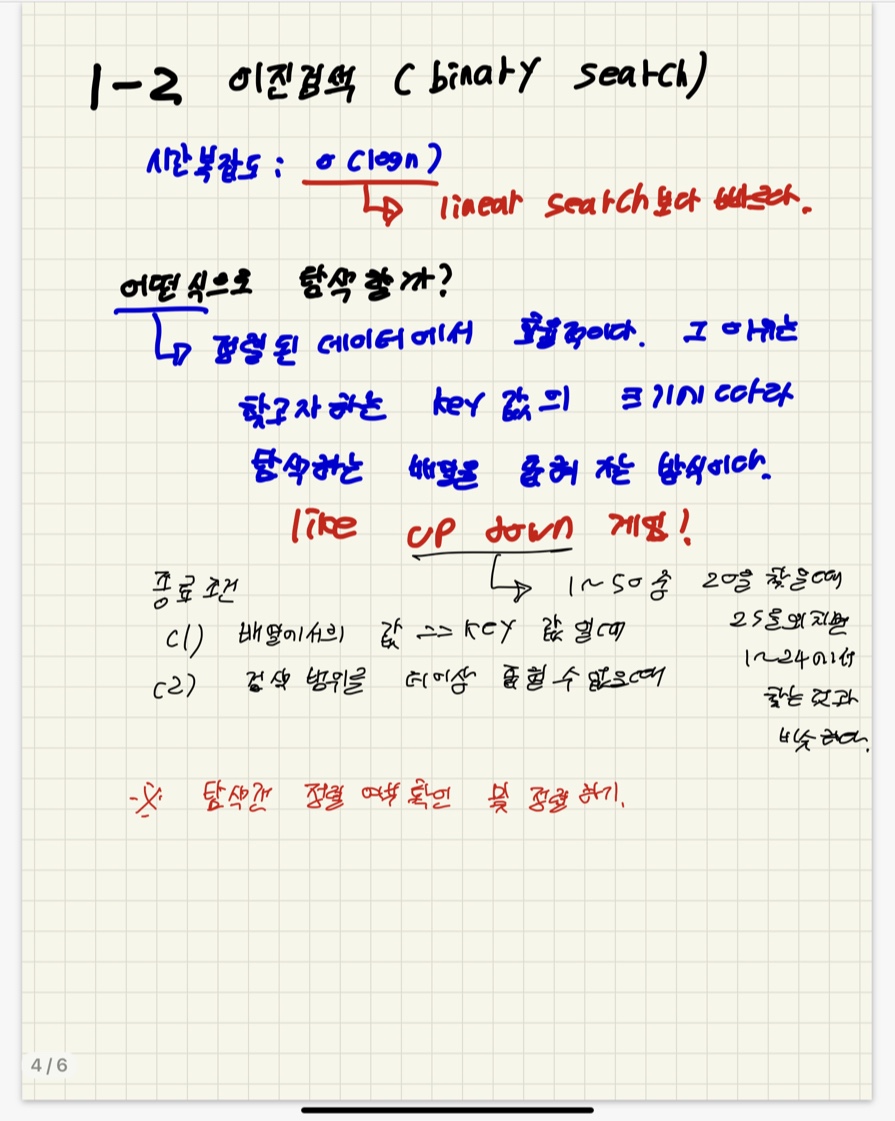 1-2 이진검색 (binary search)
시간복잡도 : O(logn)
linear search보다 빠르다.
어떤식으로 탐색할까?
정렬된 데이터에서 효율적이다. 그 이유는
찾고자하는 key 값의 크기에 따라
탐색하는 배열을 좁혀 가는 방식이다.
like up down 게임!
종료조건
1~50 중 20을 찾을때
25를 외치면
1~24에서
찾는 것과
비슷하다.
(1) 배열에서의 값 == key 값 일때
(2) 검색 범위를 더이상 좁힐 수 없을때
※ 탐색전 정렬 여부 확인 및 정렬하기.
4/6